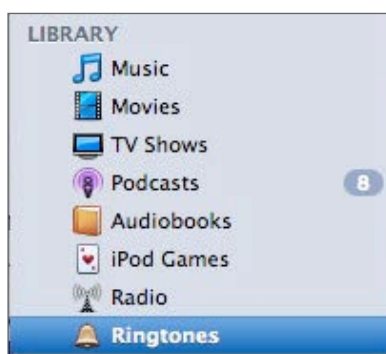 LIBRARY
Music
Movies
TV Shows
Podcasts 8
Audiobooks
iPod Games
Radio
Ringtones